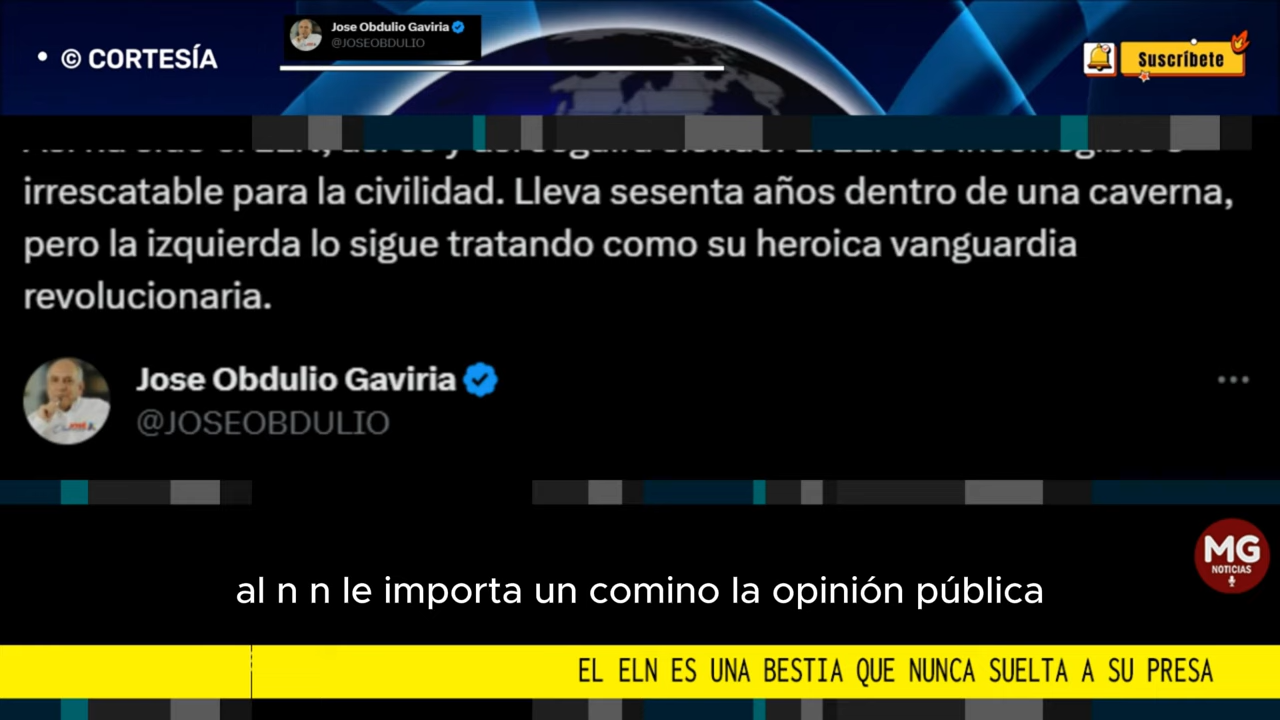 • © CORTESÍA
Jose Obdulio Gaviria
@JOSEOBDULIO
Suscríbete
irrescatable para la civilidad. Lleva sesenta años dentro de una caverna,
pero la izquierda lo sigue tratando como su heroica vanguardia
revolucionaria.
Jose Obdulio Gaviria
@JOSEOBDULIO
MG
NOTICIAS
al n n le importa un comino la opinión pública
EL ELN ES UNA BESTIA QUE NUNCA SUELTA A SU PRESA